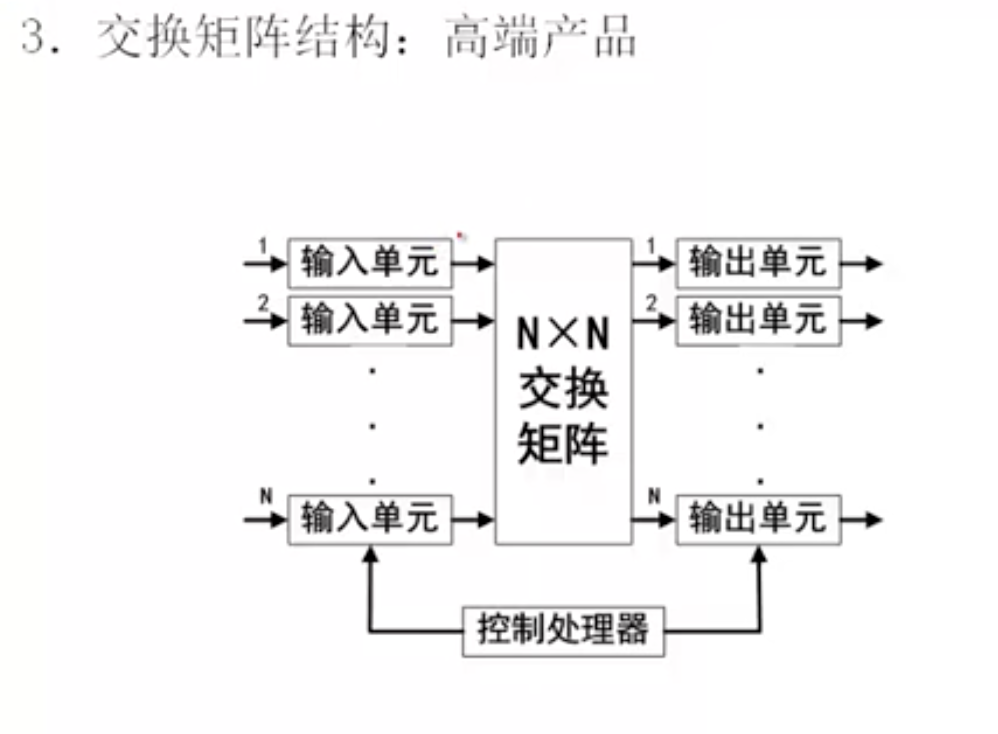 3. 交换矩阵结构：高端产品
1 输入单元 1 输出单元
2 输入单元 2 输出单元
N×N
交换
矩阵
N 输入单元 N 输出单元
控制处理器